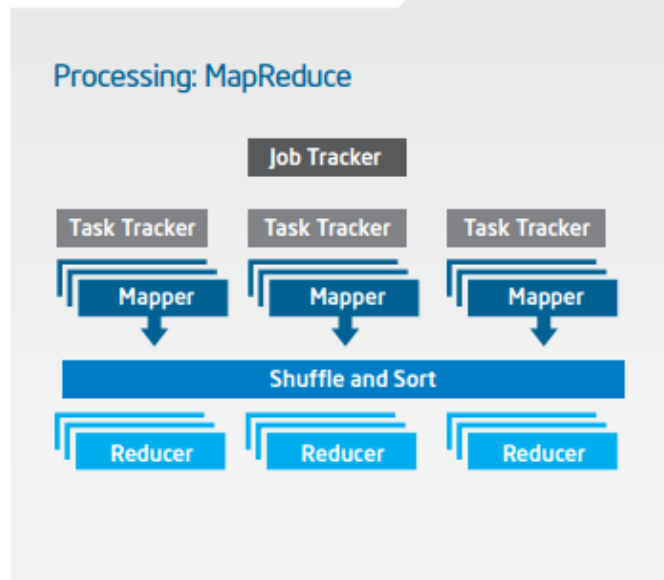 Processing: MapReduce
Job Tracker
Task Tracker Task Tracker Task Tracker
Mapper Mapper Mapper
Shuffle and Sort
Reducer Reducer Reducer